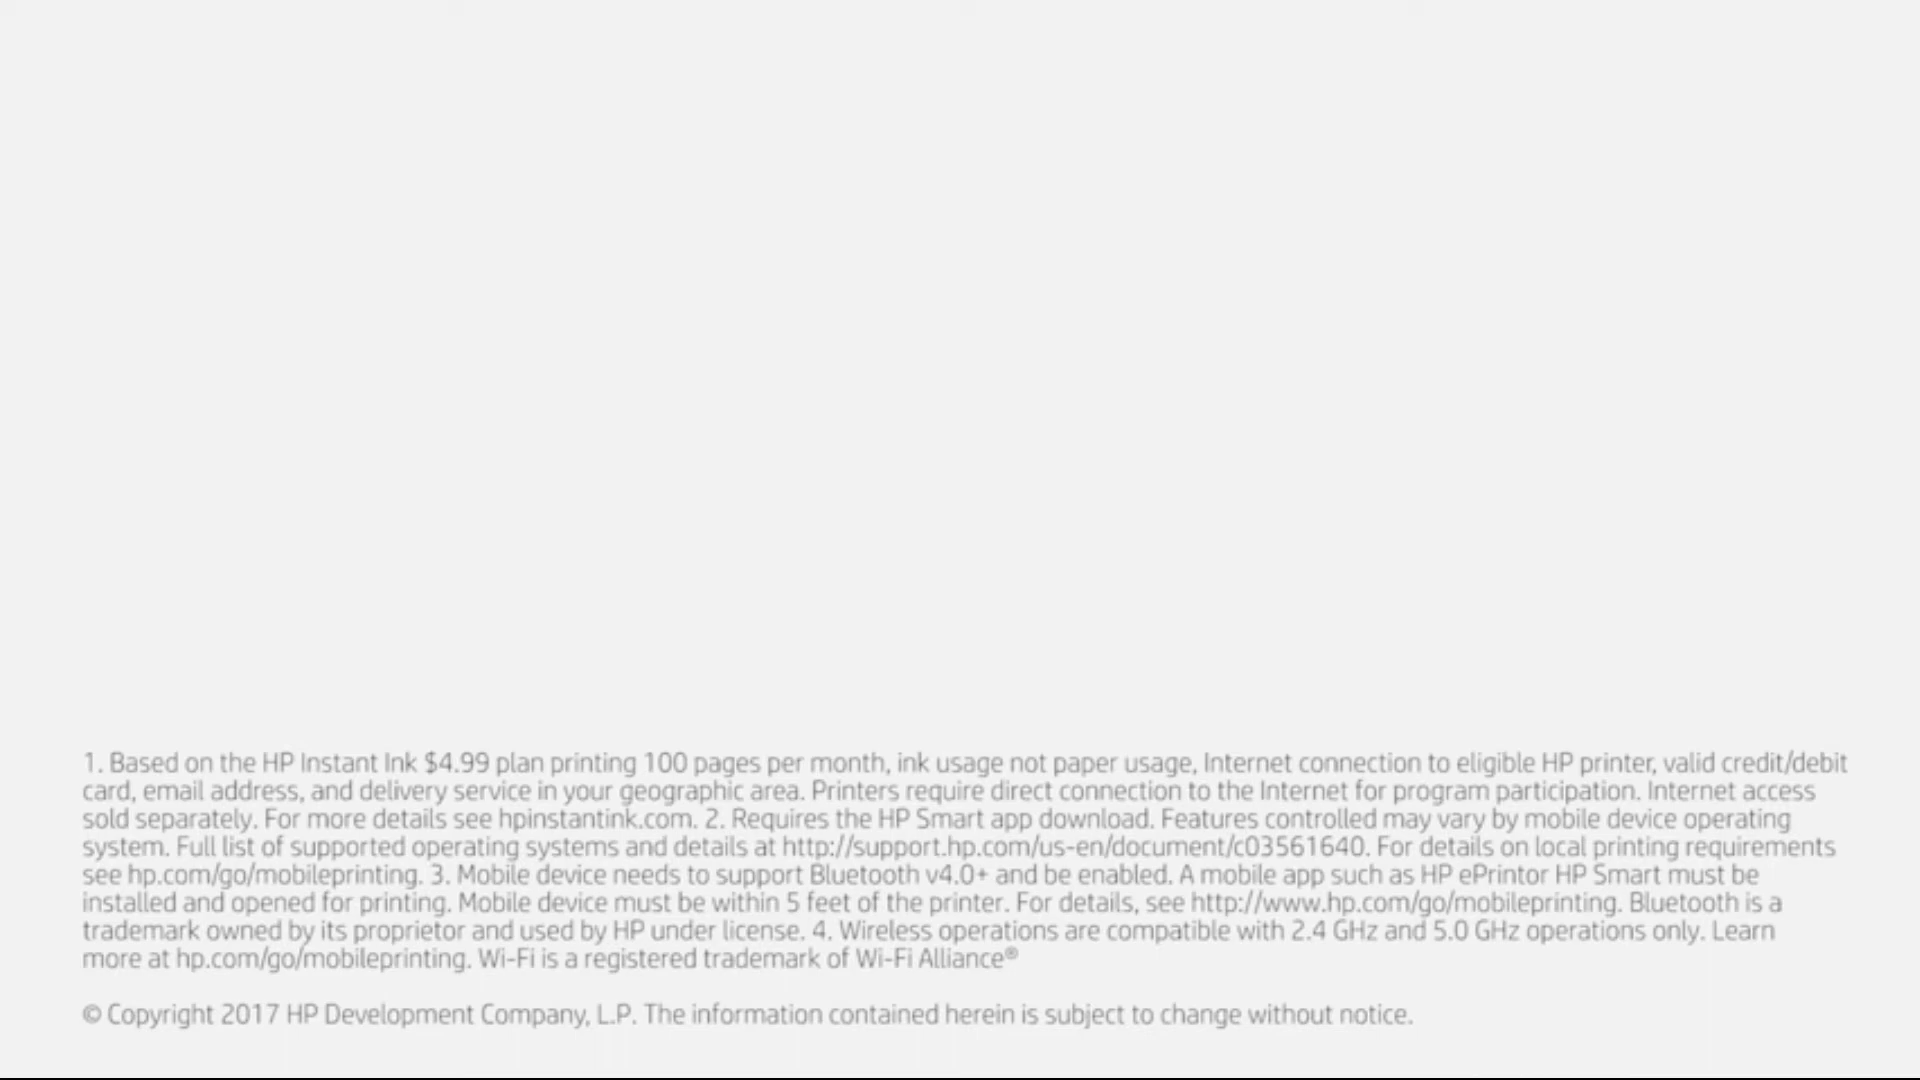 1. Based on the HP Instant Ink $4.99 plan printing 100 pages per month, ink usage not paper usage, Internet connection to eligible HP printer, valid credit/debit
card, email address, and delivery service in your geographic area. Printers require direct connection to the Internet for program participation. Internet access
sold separately. For more details see hpinstantink.com. 2. Requires the HP Smart app download. Features controlled may vary by mobile device operating
system. Full list of supported operating systems and details at http://support.hp.com/us-en/document/c03561640. For details on local printing requirements
see hp.com/go/mobileprinting. 3. Mobile device needs to support Bluetooth v4.0+ and be enabled. A mobile app such as HP ePrintor HP Smart must be
installed and opened for printing. Mobile device must be within 5 feet of the printer. For details, see http://www.hp.com/go/mobileprinting. Bluetooth is a
trademark owned by its proprietor and used by HP under license. 4. Wireless operations are compatible with 2.4 GHz and 5.0 GHz operations only. Learn
more at hp.com/go/mobileprinting. Wi-Fi is a registered trademark of Wi-Fi Alliance®
© Copyright 2017 HP Development Company, L.P. The information contained herein is subject to change without notice.